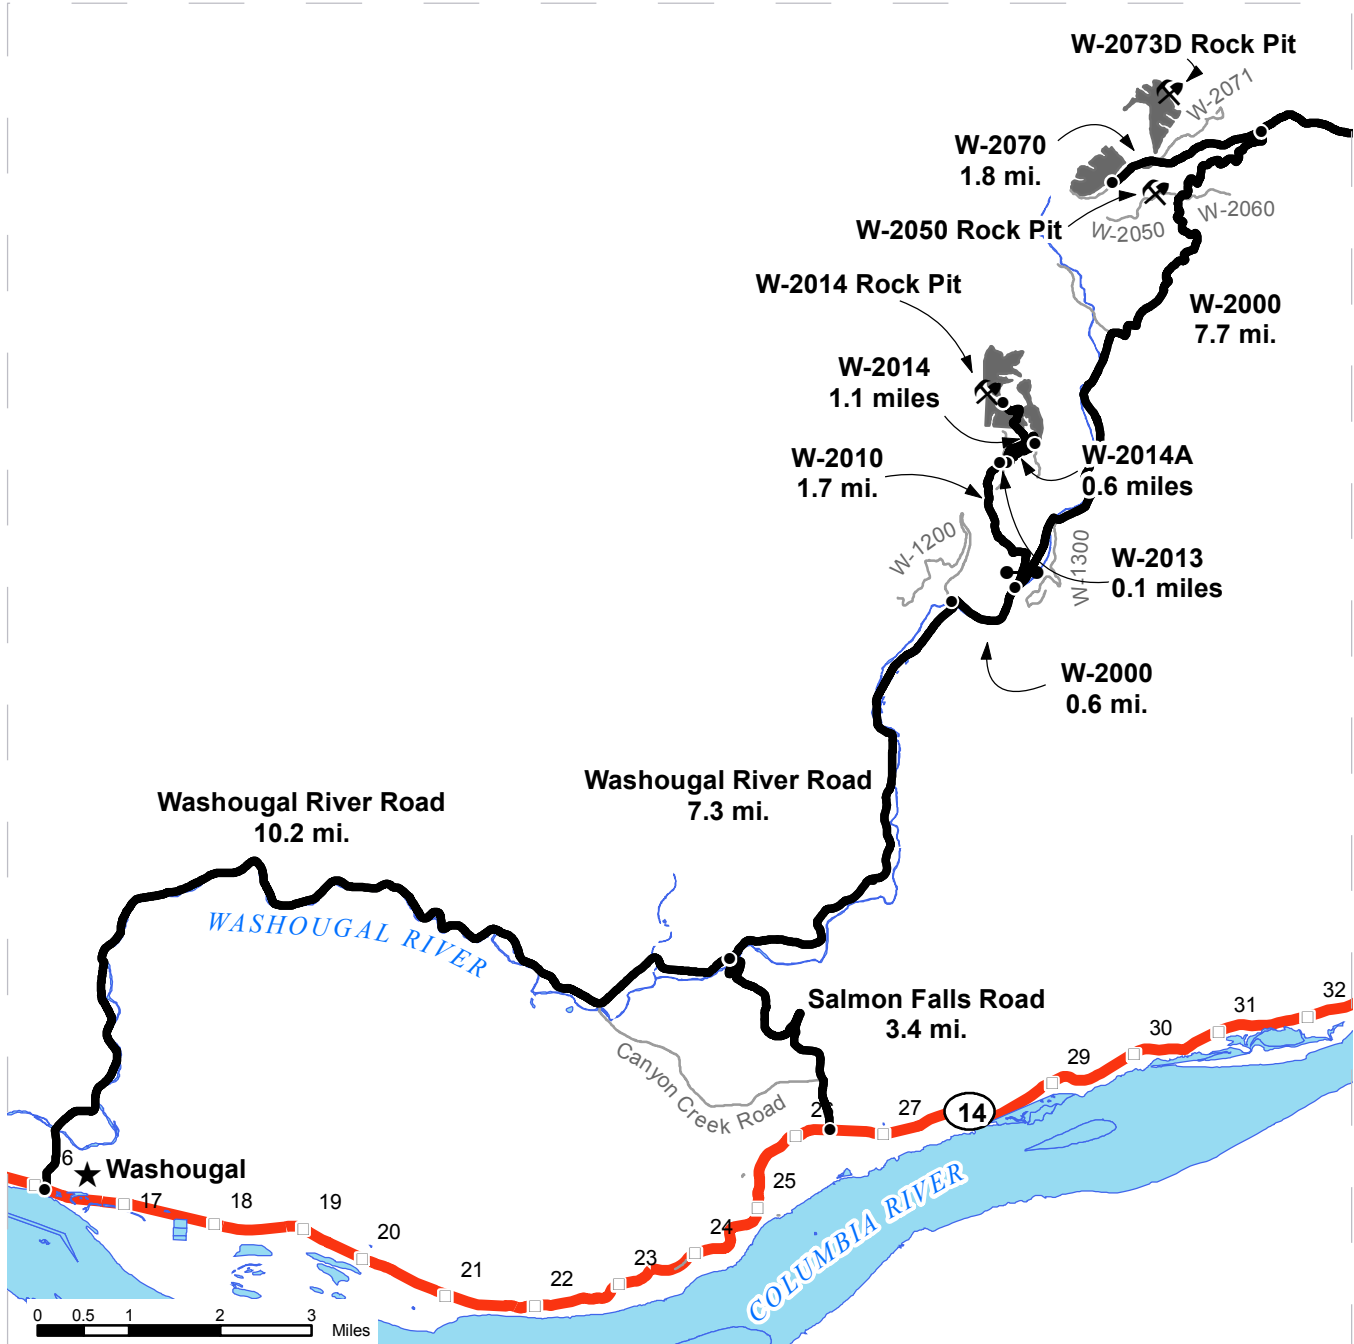 W-2073D Rock Pit
W-2071
W-2070
1.8 mi.
W-2060
W-2050
W-2050 Rock Pit
W-2014 Rock Pit
W-2000
7.7 mi.
W-2014
1.1 miles
W-2010
1.7 mi.
W-2014A
0.6 miles
W-1200
W-1300
W-2013
0.1 miles
W-2000
0.6 mi.
Washougal River Road
7.3 mi.
Washougal River Road
10.2 mi.
WASHOUGAL RIVER
Salmon Falls Road
3.4 mi.
Canyon Creek Road
32
31
30
29
14
27
26
25
24
23
22
21
20
19
18
17
6
Washougal
COLUMBIA RIVER
0 0.5 1 2 3
Miles